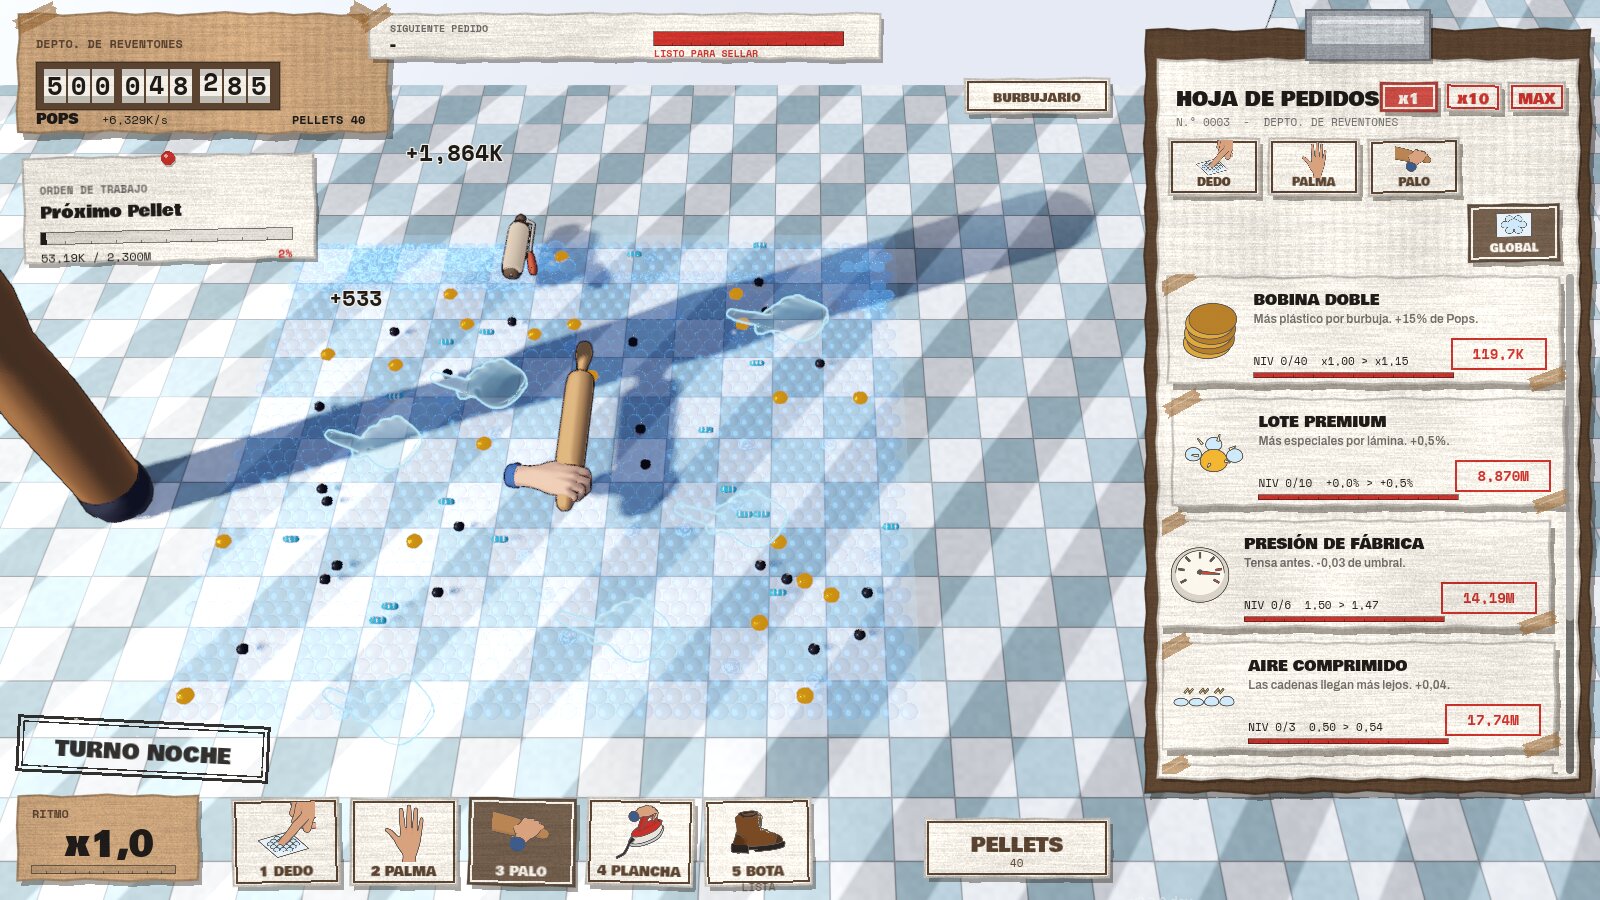 DEPTO. DE REVENTONES
500 048 285
POPS +6,329K/s PELLETS 40
SIGUIENTE PEDIDO
-
LISTO PARA SELLAR
BURBUJARIO
ORDEN DE TRABAJO
Próximo Pellet
53,19K / 2,300M 2%
+1,864K
+533
HOJA DE PEDIDOS x1 x10 MAX
N.° 0003 - DEPTO. DE REVENTONES
DEDO PALMA PALO
GLOBAL
BOBINA DOBLE
Más plástico por burbuja. +15% de Pops.
NIV 0/40 x1,00 > x1,15 119,7K
LOTE PREMIUM
Más especiales por lámina. +0,5%.
NIV 0/10 +0,0% > +0,5% 8,870M
PRESIÓN DE FÁBRICA
Tensa antes. -0,03 de umbral.
NIV 0/6 1,50 > 1,47 14,19M
AIRE COMPRIMIDO
Las cadenas llegan más lejos. +0,04.
NIV 0/3 0,50 > 0,54 17,74M
TURNO NOCHE
RITMO
x1,0
1 DEDO 2 PALMA 3 PALO 4 PLANCHA 5 BOTA
LISTA
PELLETS
40